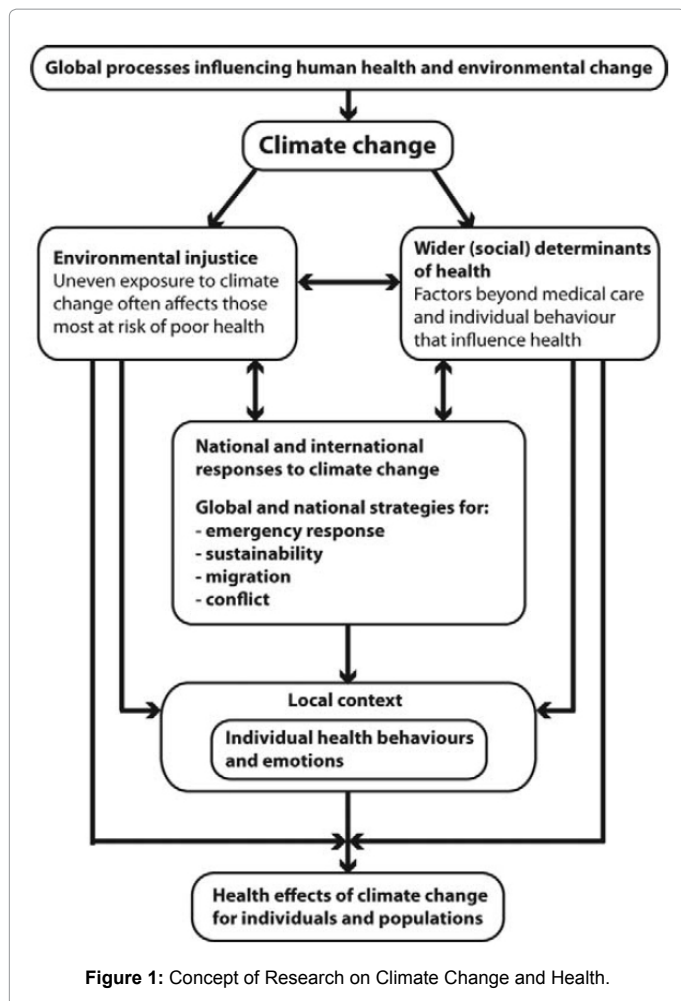 Global processes influencing human health and environmental change
Climate change
Environmental injustice
Uneven exposure to climate
change often affects those
most at risk of poor health
Wider (social) determinants
of health
Factors beyond medical care
and individual behaviour
that influence health
National and international
responses to climate change
Global and national strategies for:
- emergency response
- sustainability
- migration
- conflict
Local context
Individual health behaviours
and emotions
Health effects of climate change
for individuals and populations
Figure 1: Concept of Research on Climate Change and Health.